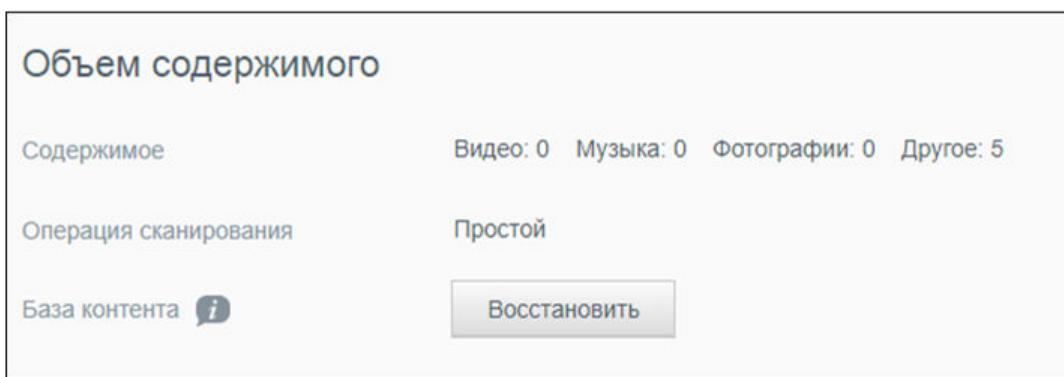 Объем содержимого
Содержимое Видео: 0 Музыка: 0 Фотографии: 0 Другое: 5
Операция сканирования Простой
База контента i Восстановить